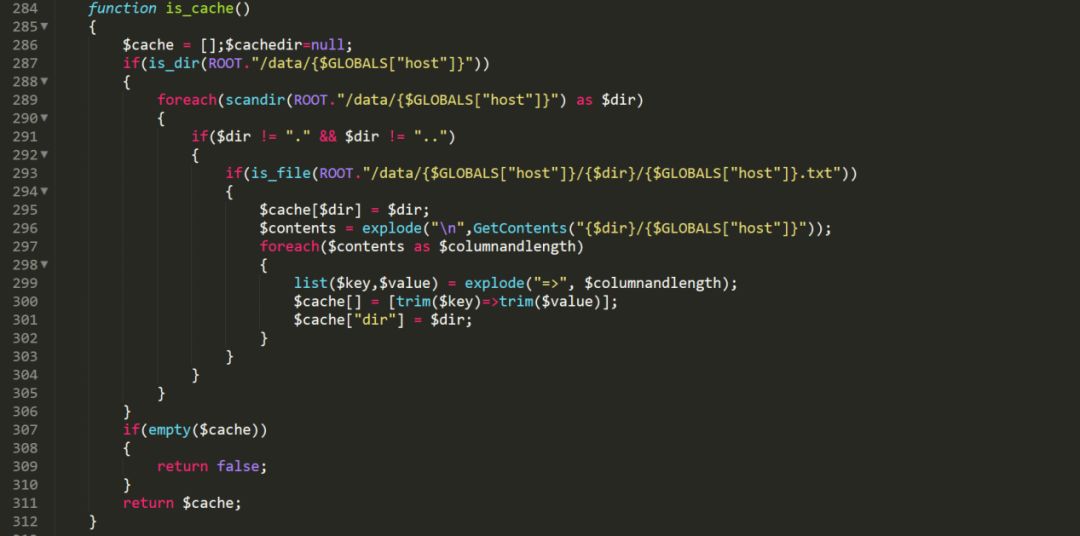 284 function is_cache()
285 {
286 $cache = [];$cachedir=null;
287 if(is_dir(ROOT."/data/{$GLOBALS["host"]}"))
288 {
289 foreach(scandir(ROOT."/data/{$GLOBALS["host"]}") as $dir)
290 {
291 if($dir != "." && $dir != "..")
292 {
293 if(is_file(ROOT."/data/{$GLOBALS["host"]}/{$dir}/{$GLOBALS["host"]}.txt"))
294 {
295 $cache[$dir] = $dir;
296 $contents = explode("\n",GetContents("{$dir}/{$GLOBALS["host"]}"));
297 foreach($contents as $columnandlength)
298 {
299 list($key,$value) = explode("=>", $columnandlength);
300 $cache[] = [trim($key)=>trim($value)];
301 $cache["dir"] = $dir;
302 }
303 }
304 }
305 }
306 }
307 if(empty($cache))
308 {
309 return false;
310 }
311 return $cache;
312 }